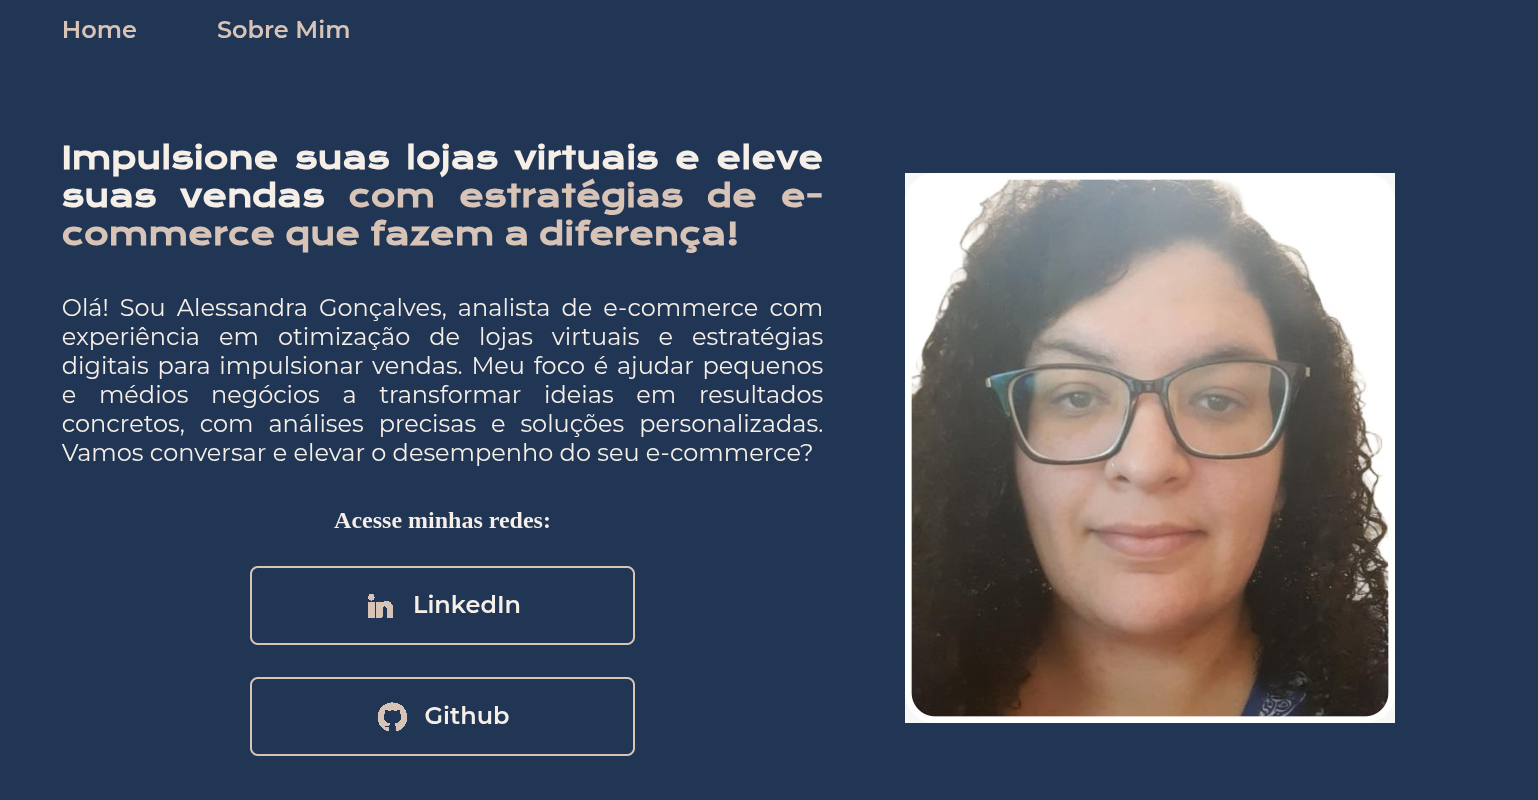 Home
Sobre Mim
Impulsione suas lojas virtuais e eleve
suas vendas com estratégias de e-
commerce que fazem a diferença!
Olá! Sou Alessandra Gonçalves, analista de e-commerce com
experiência em otimização de lojas virtuais e estratégias
digitais para impulsionar vendas. Meu foco é ajudar pequenos
e médios negócios a transformar ideias em resultados
concretos, com análises precisas e soluções personalizadas.
Vamos conversar e elevar o desempenho do seu e-commerce?
Acesse minhas redes:
LinkedIn
Github